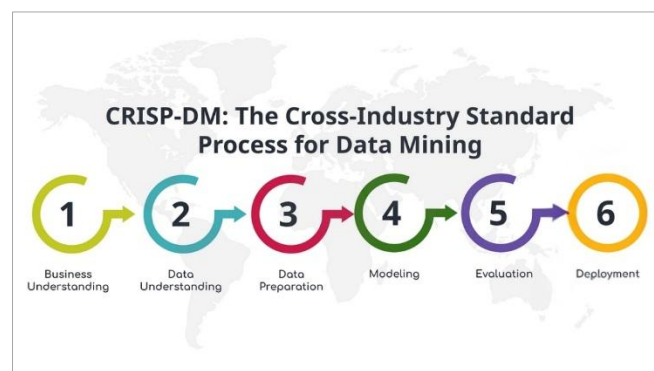 CRISP-DM: The Cross-Industry Standard
Process for Data Mining
1
2
3
4
5
6
Business
Understanding
Data
Understanding
Data
Preparation
Modeling
Evaluation
Deployment